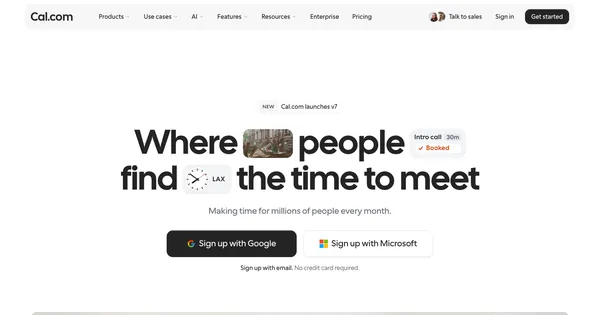 Cal.com
Products
Use cases
AI
Features
Resources
Enterprise
Pricing
Talk to sales
Sign in
Get started
NEW Cal.com launches v7
Where people
Intro call 30m
Booked
find LAX the time to meet
Making time for millions of people every month.
Sign up with Google
Sign up with Microsoft
Sign up with email. No credit card required.